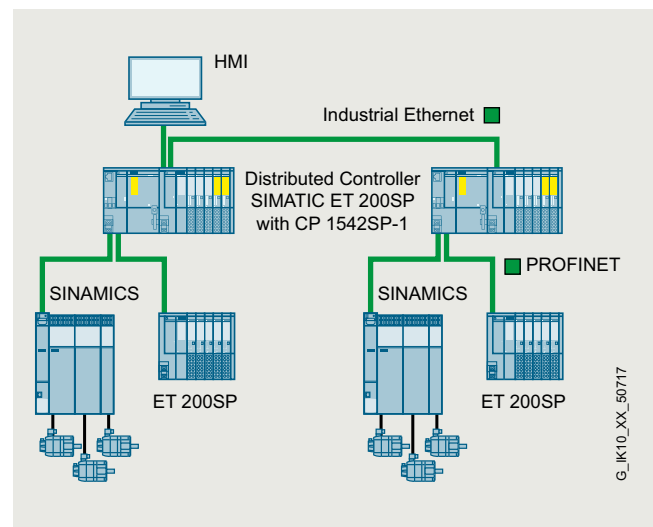 HMI
Industrial Ethernet
Distributed Controller
SIMATIC ET 200SP
with CP 1542SP-1
PROFINET
SINAMICS
SINAMICS
ET 200SP
ET 200SP
G_IK10_XX_50717